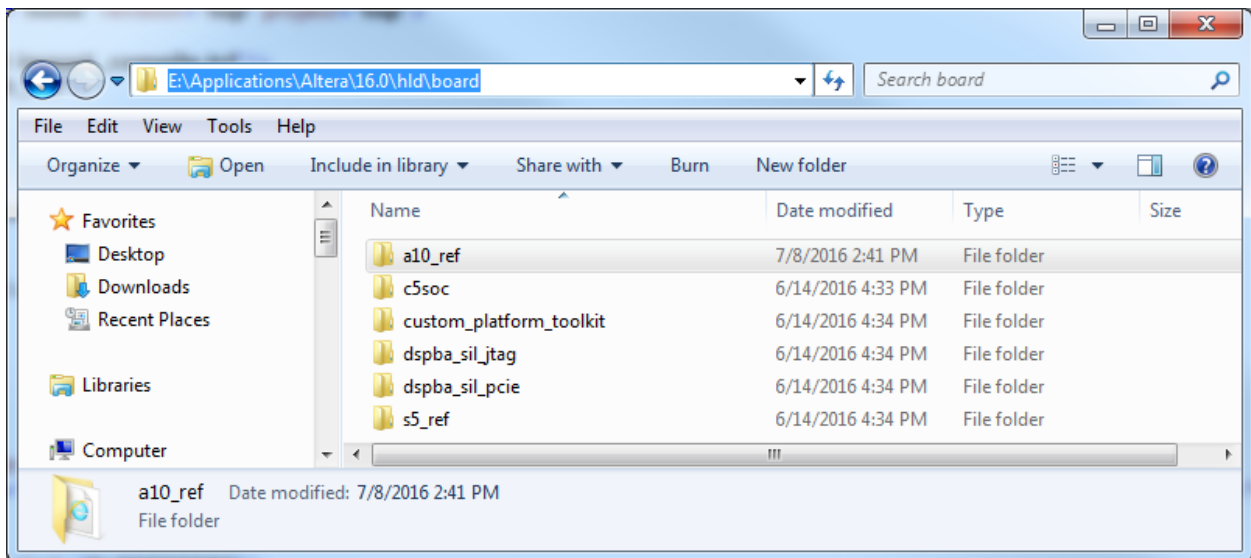 E:\Applications\Altera\16.0\hld\board
Search board
File Edit View Tools Help
Organize Open Include in library Share with Burn New folder
Favorites
Desktop
Downloads
Recent Places
Libraries
Computer
Name Date modified Type Size
a10_ref 7/8/2016 2:41 PM File folder
c5soc 6/14/2016 4:33 PM File folder
custom_platform_toolkit 6/14/2016 4:34 PM File folder
dspba_sil_jtag 6/14/2016 4:34 PM File folder
dspba_sil_pcie 6/14/2016 4:34 PM File folder
s5_ref 6/14/2016 4:34 PM File folder
a10_ref Date modified: 7/8/2016 2:41 PM
File folder